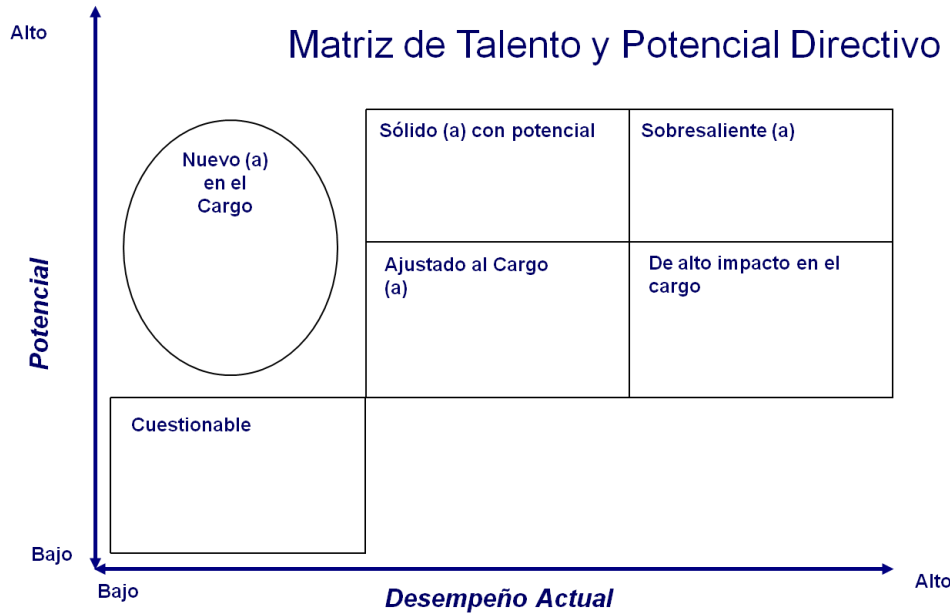 Alto
Matriz de Talento y Potencial Directivo
Nuevo (a)
en el
Cargo
Sólido (a) con potencial
Sobresaliente (a)
Potencial
Ajustado al Cargo
(a)
De alto impacto en el
cargo
Cuestionable
Bajo
Bajo
Desempeño Actual
Alto